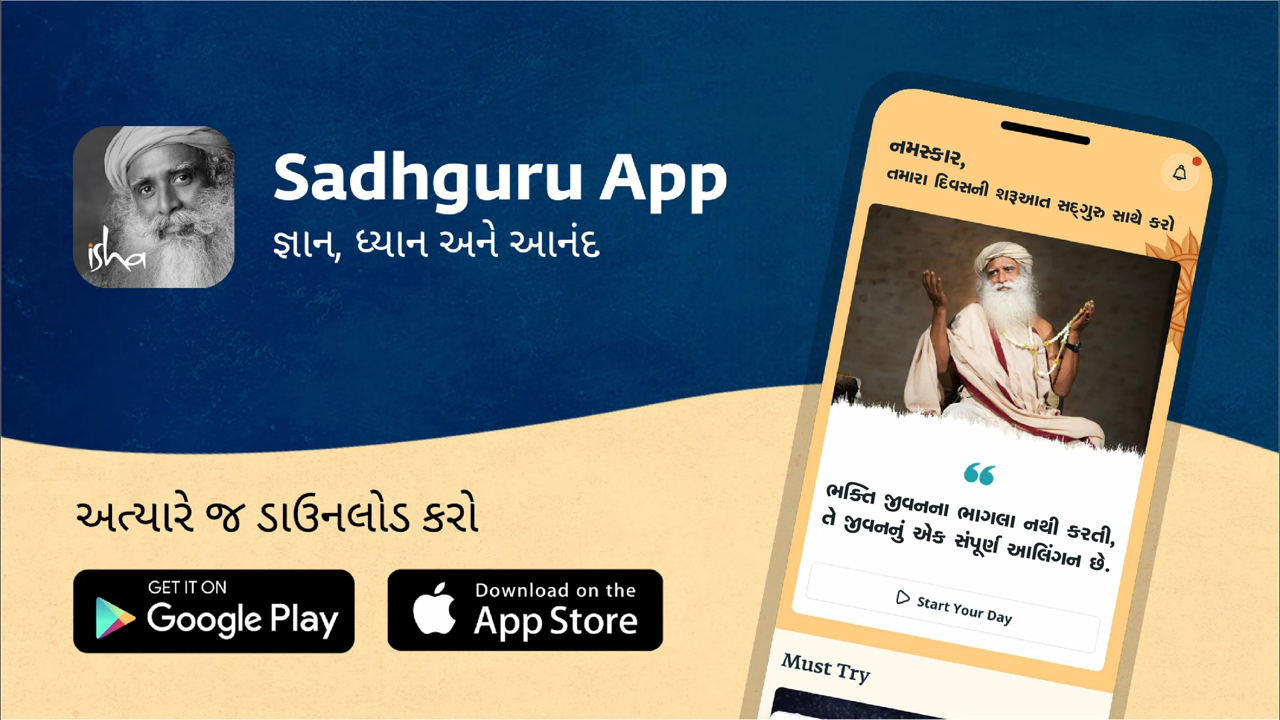 isha
Sadhguru App
જ્ઞાન, ધ્યાન અને આનંદ
અત્યારે જ ડાઉનલોડ કરો
GET IT ON
Google Play
Download on the
App Store
નમસ્કાર,
તમારા દિવસની શરૂઆત સદ્‌ગુરુ સાથે કરો
ભક્તિ જીવનના ભાગલા નથી કરતી,
તે જીવનનું એક સંપૂર્ણ આલિંગન છે.
Start Your Day
Must Try